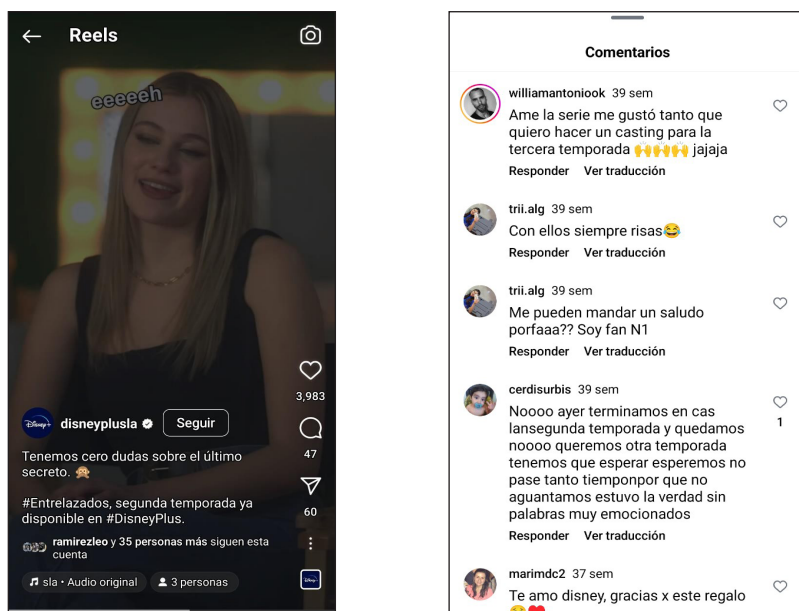 Reels
eeeeeh
3,983
disneyplusla
Seguir
47
Tenemos cero dudas sobre el último
secreto. 🙊
60
#Entrelazados, segunda temporada ya
disponible en #DisneyPlus.
ramirezleo y 35 personas más siguen esta
cuenta
sla • Audio original
3 personas
Comentarios
williamantoniook 39 sem
Ame la serie me gustó tanto que
quiero hacer un casting para la
tercera temporada 🙌🙌🙌 jajaja
Responder Ver traducción
trii.alg 39 sem
Con ellos siempre risas😂
Responder Ver traducción
trii.alg 39 sem
Me pueden mandar un saludo
porfaaa?? Soy fan N1
Responder Ver traducción
cerdisurbis 39 sem
Noooo ayer terminamos en cas
lansegunda temporada y quedamos
noooo queremos otra temporada
tenemos que esperar esperemos no
pase tanto tiemponpor que no
aguantamos estuvo la verdad sin
palabras muy emocionados
1
Responder Ver traducción
marimdc2 37 sem
Te amo disney, gracias x este regalo